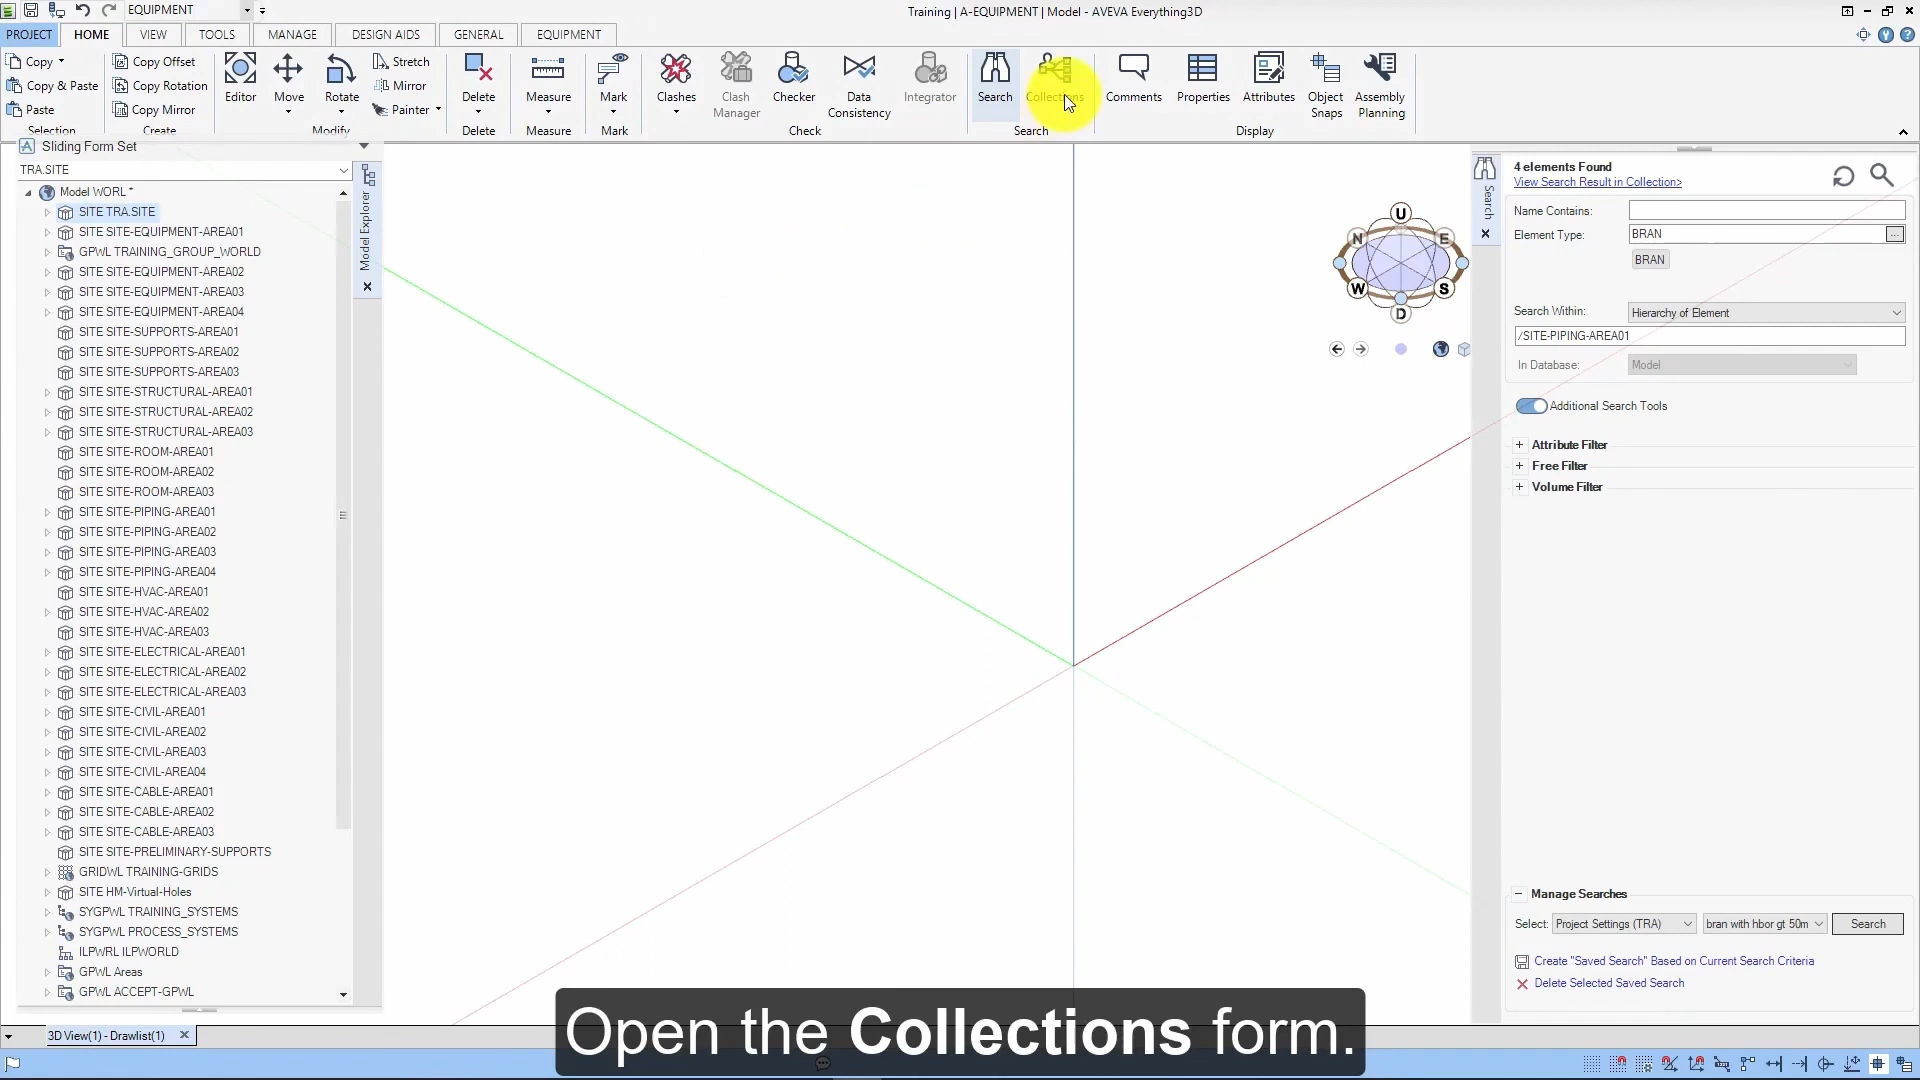 EQUIPMENT
Training | A-EQUIPMENT | Model - AVEVA Everything3D
PROJECT HOME VIEW TOOLS MANAGE DESIGN AIDS GENERAL EQUIPMENT
Copy
Copy & Paste
Paste
Selection
Copy Offset
Copy Rotation
Copy Mirror
Create
Editor
Move
Rotate
Stretch
Mirror
Painter
Modify
Delete
Delete
Measure
Measure
Mark
Mark
Clashes
Clash Manager
Checker
Data Consistency
Integrator
Check
Search
Collections
Search
Comments
Properties
Attributes
Object Snaps
Assembly Planning
Display
Sliding Form Set
TRA.SITE
Model WORL *
SITE TRA.SITE
SITE SITE-EQUIPMENT-AREA01
GPWL TRAINING_GROUP_WORLD
SITE SITE-EQUIPMENT-AREA02
SITE SITE-EQUIPMENT-AREA03
SITE SITE-EQUIPMENT-AREA04
SITE SITE-SUPPORTS-AREA01
SITE SITE-SUPPORTS-AREA02
SITE SITE-SUPPORTS-AREA03
SITE SITE-STRUCTURAL-AREA01
SITE SITE-STRUCTURAL-AREA02
SITE SITE-STRUCTURAL-AREA03
SITE SITE-ROOM-AREA01
SITE SITE-ROOM-AREA02
SITE SITE-ROOM-AREA03
SITE SITE-PIPING-AREA01
SITE SITE-PIPING-AREA02
SITE SITE-PIPING-AREA03
SITE SITE-PIPING-AREA04
SITE SITE-HVAC-AREA01
SITE SITE-HVAC-AREA02
SITE SITE-HVAC-AREA03
SITE SITE-ELECTRICAL-AREA01
SITE SITE-ELECTRICAL-AREA02
SITE SITE-ELECTRICAL-AREA03
SITE SITE-CIVIL-AREA01
SITE SITE-CIVIL-AREA02
SITE SITE-CIVIL-AREA03
SITE SITE-CIVIL-AREA04
SITE SITE-CABLE-AREA01
SITE SITE-CABLE-AREA02
SITE SITE-CABLE-AREA03
SITE SITE-PRELIMINARY-SUPPORTS
GRIDWL TRAINING-GRIDS
SITE HM-Virtual-Holes
SYGPWL TRAINING_SYSTEMS
SYGPWL PROCESS_SYSTEMS
ILPWRL ILPWORLD
GPWL Areas
GPWL ACCEPT-GPWL
Model Explorer
U
N E
W S
D
Search
4 elements Found
View Search Result in Collection>
Name Contains:
Element Type: BRAN ...
BRAN
Search Within: Hierarchy of Element
/SITE-PIPING-AREA01
In Database: Model
Additional Search Tools
+ Attribute Filter
+ Free Filter
+ Volume Filter
Manage Searches
Select: Project Settings (TRA) bran with hbor gt 50m Search
Create "Saved Search" Based on Current Search Criteria
Delete Selected Saved Search
3D View(1) - Drawlist(1)
Open the Collections form.